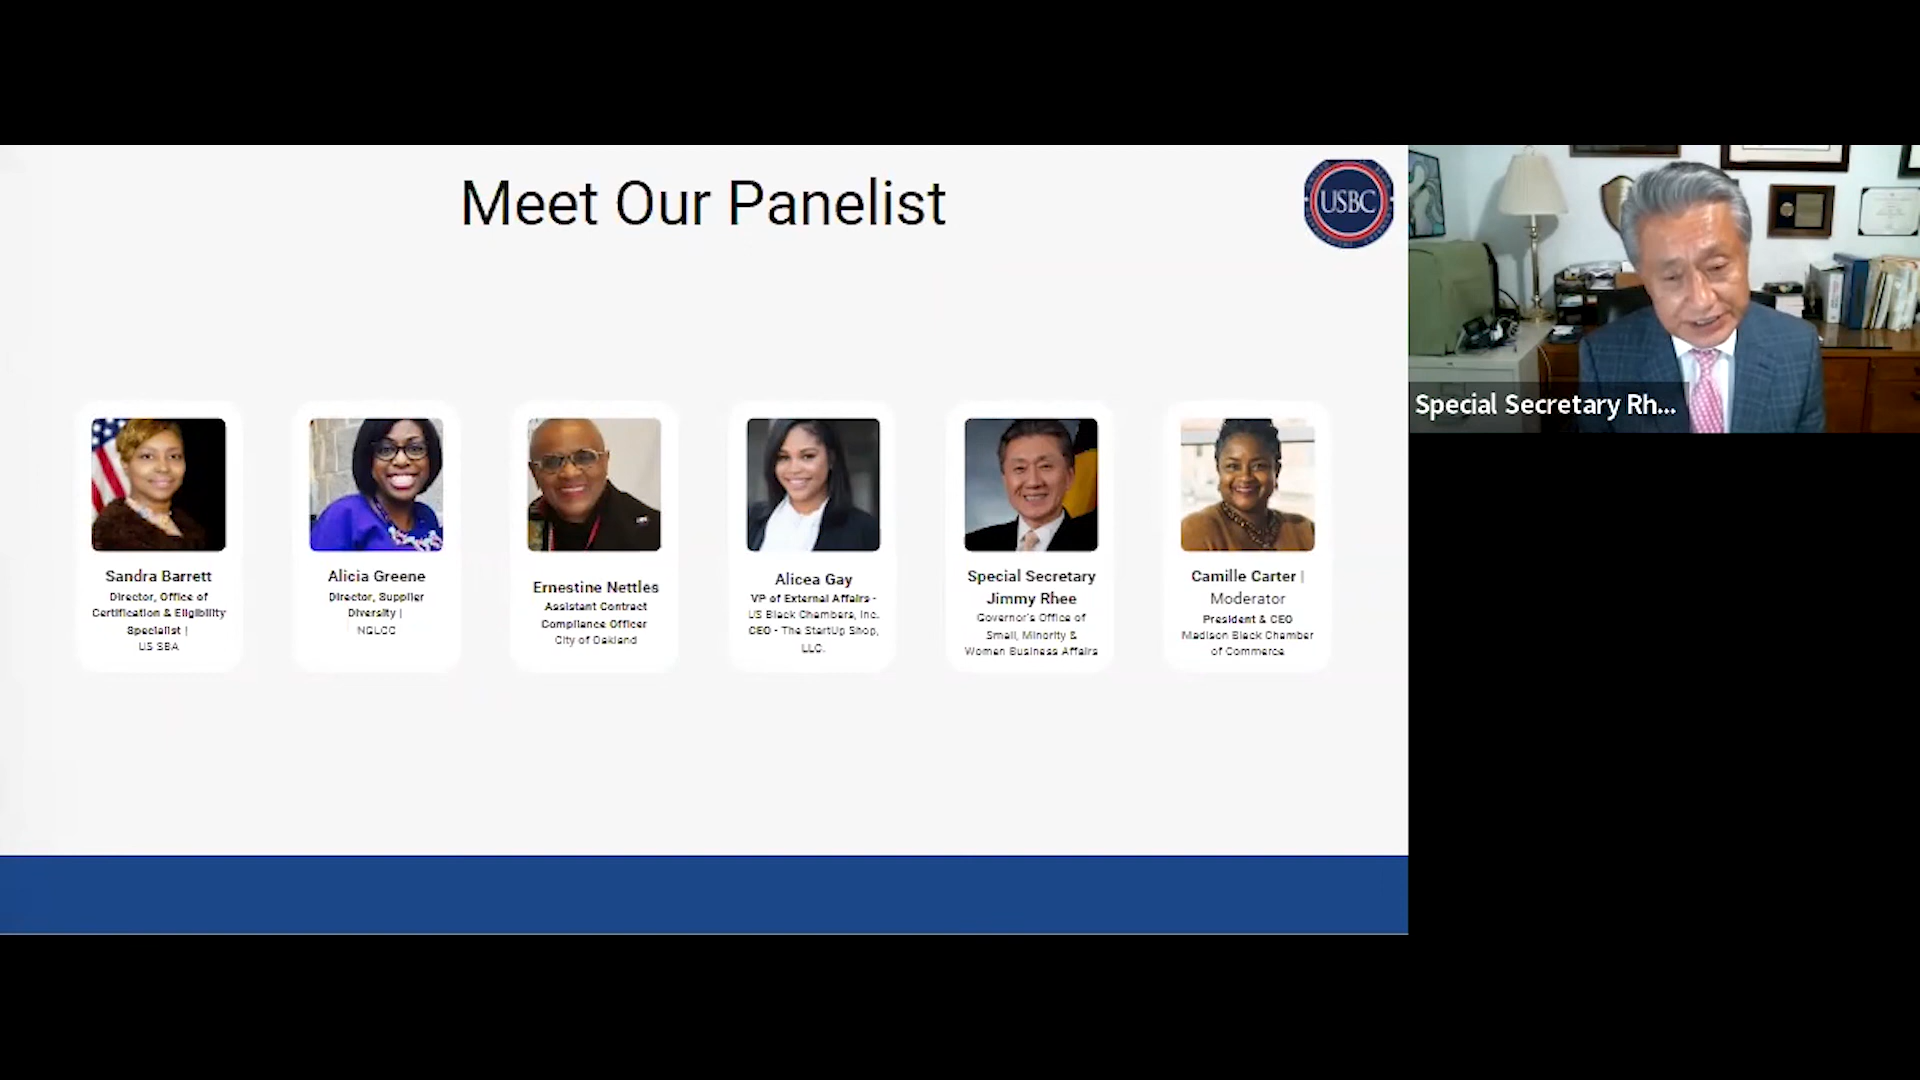 Meet Our Panelist
USBC
Special Secretary Rh...
Sandra Barrett
Director, Office of
Certification & Eligibility
Specialist |
US SBA
Alicia Greene
Director, Supplier
Diversity |
NGLCC
Ernestine Nettles
Assistant Contract
Compliance Officer
City of Oakland
Alicea Gay
VP of External Affairs -
US Black Chambers, Inc.
CEO - The StartUp Shop,
LLC.
Special Secretary
Jimmy Rhee
Governor's Office of
Small, Minority &
Women Business Affairs
Camille Carter |
Moderator
President & CEO
Madison Black Chamber
of Commerce